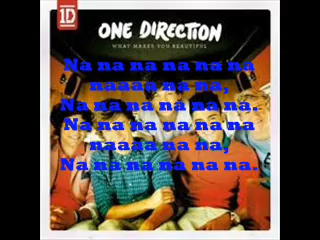 1D
ONE DIRECTION
WHAT MAKES YOU BEAUTIFUL
Na na na na na na
naaaa na na,
Na na na na na na.
Na na na na na na
naaaa na na,
Na na na na na na.